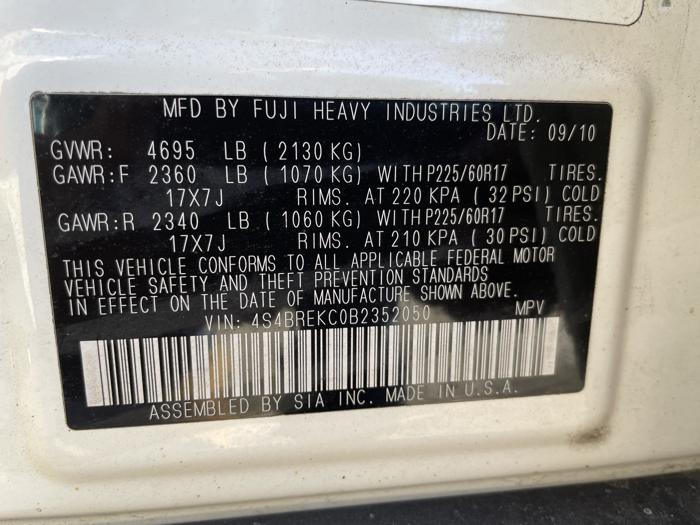 MFD BY FUJI HEAVY INDUSTRIES LTD.
DATE: 09/10
GVWR: 4695 LB ( 2130 KG)
GAWR:F 2360 LB ( 1070 KG) WITH P225/60R17 TIRES.
17X7J RIMS. AT 220 KPA ( 32 PSI) COLD
GAWR:R 2340 LB ( 1060 KG) WITH P225/60R17 TIRES.
17X7J RIMS. AT 210 KPA ( 30 PSI) COLD
THIS VEHICLE CONFORMS TO ALL APPLICABLE FEDERAL MOTOR
VEHICLE SAFETY AND THEFT PREVENTION STANDARDS
IN EFFECT ON DATE OF MANUFACTURE SHOWN ABOVE.
VIN: 4S4BREKC0B2352050 MPV
ASSEMBLED BY SIA INC. MADE IN U.S.A.